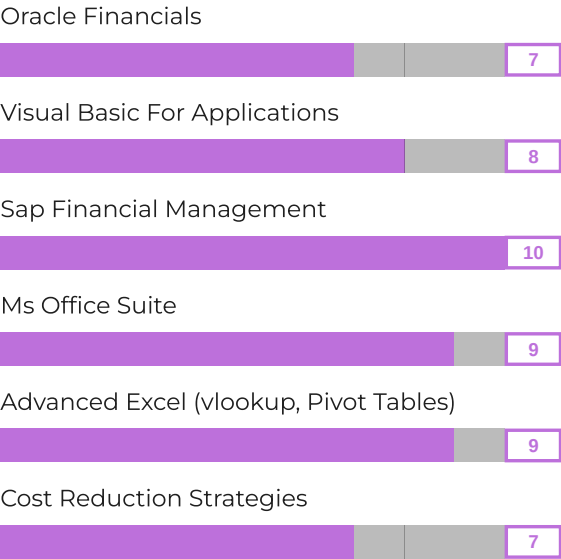 Oracle Financials
7
Visual Basic For Applications
8
Sap Financial Management
10
Ms Office Suite
9
Advanced Excel (vlookup, Pivot Tables)
9
Cost Reduction Strategies
7